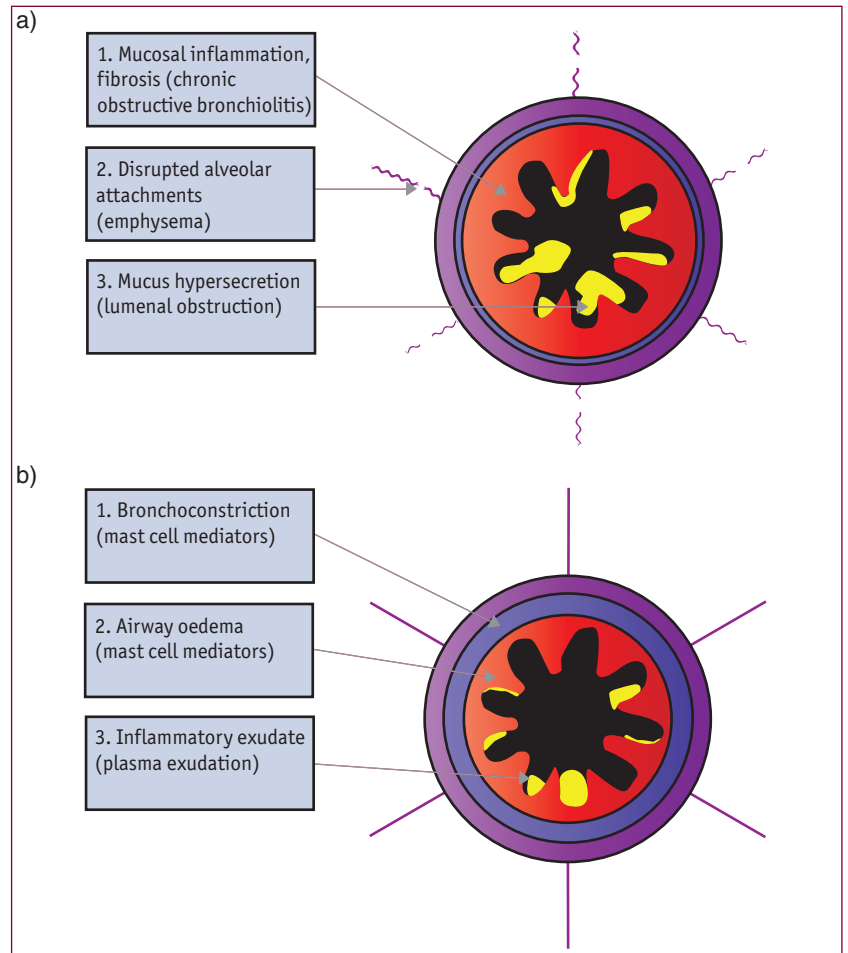 a)
1. Mucosal inflammation,
fibrosis (chronic
obstructive bronchiolitis)
2. Disrupted alveolar
attachments
(emphysema)
3. Mucus hypersecretion
(lumenal obstruction)
b)
1. Bronchoconstriction
(mast cell mediators)
2. Airway oedema
(mast cell mediators)
3. Inflammatory exudate
(plasma exudation)